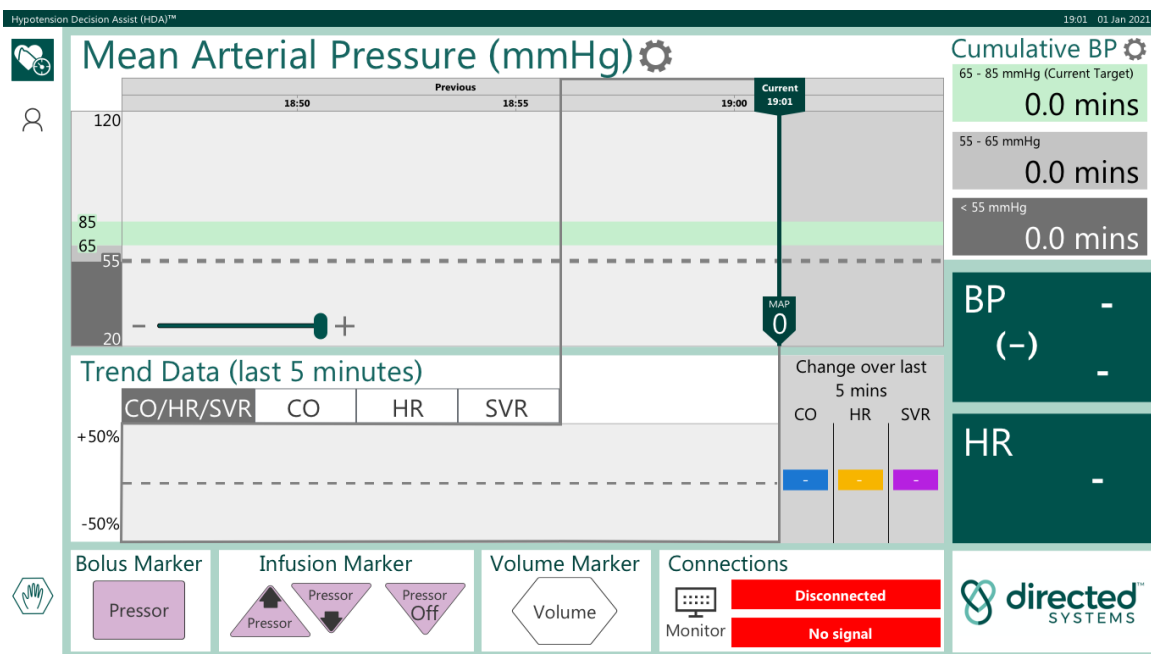 Hypotension Decision Assist (HDA)™
19:01 01 Jan 2021
Mean Arterial Pressure (mmHg)
Previous
Current
18:50
18:55
19:00
19:01
120
85
65
55
20
- +
MAP
0
Cumulative BP
65 - 85 mmHg (Current Target)
0.0 mins
55 - 65 mmHg
0.0 mins
< 55 mmHg
0.0 mins
BP -
(–)
-
HR
-
Trend Data (last 5 minutes)
CO/HR/SVR CO HR SVR
+50%
-50%
Change over last
5 mins
CO HR SVR
- - -
Bolus Marker
Pressor
Infusion Marker
Pressor
Pressor
Pressor
Off
Volume Marker
Volume
Connections
Monitor
Disconnected
No signal
directed™
SYSTEMS